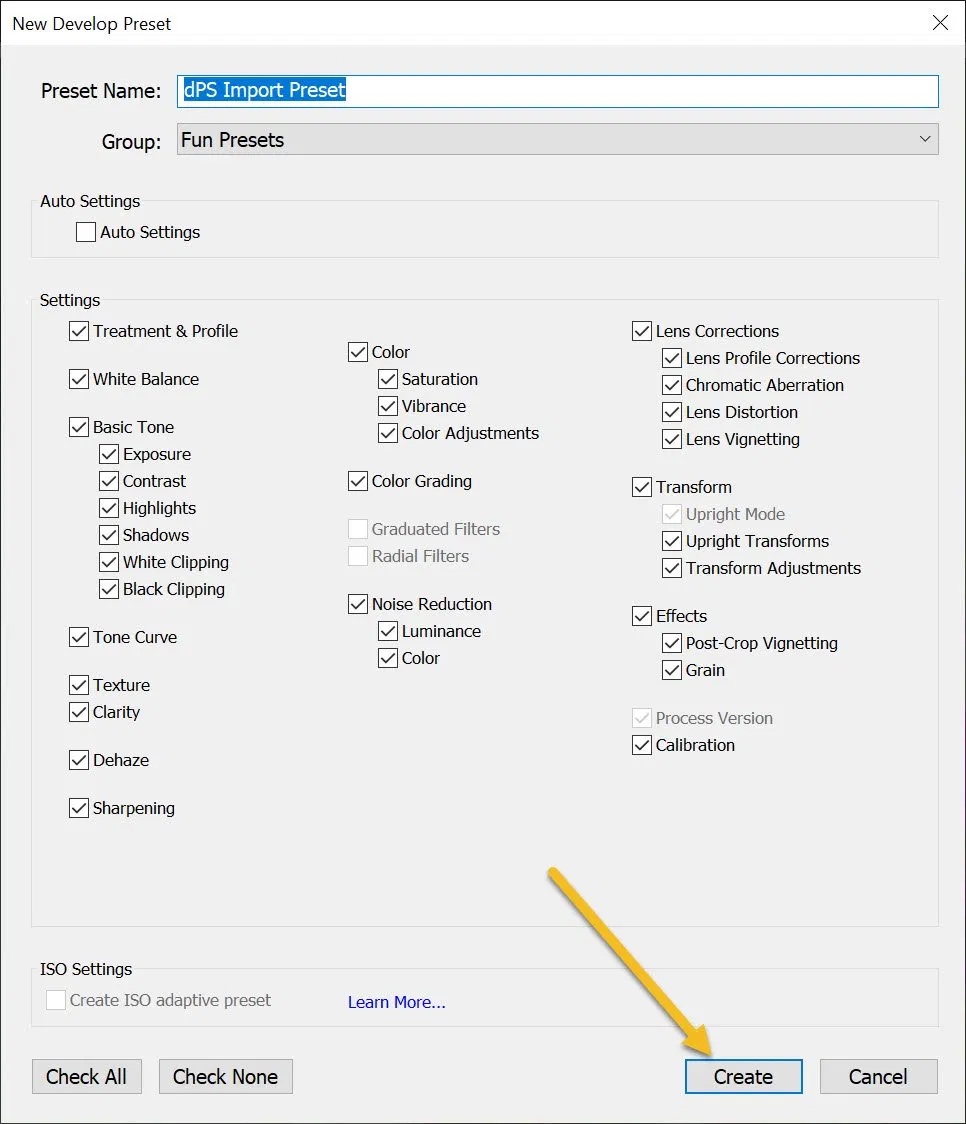 New Develop Preset
Preset Name: dPS Import Preset
Group: Fun Presets
Auto Settings
Auto Settings
Settings
Treatment & Profile
White Balance
Basic Tone
Exposure
Contrast
Highlights
Shadows
White Clipping
Black Clipping
Tone Curve
Texture
Clarity
Dehaze
Sharpening
Color
Saturation
Vibrance
Color Adjustments
Color Grading
Graduated Filters
Radial Filters
Noise Reduction
Luminance
Color
Lens Corrections
Lens Profile Corrections
Chromatic Aberration
Lens Distortion
Lens Vignetting
Transform
Upright Mode
Upright Transforms
Transform Adjustments
Effects
Post-Crop Vignetting
Grain
Process Version
Calibration
ISO Settings
Create ISO adaptive preset Learn More...
Check All Check None Create Cancel